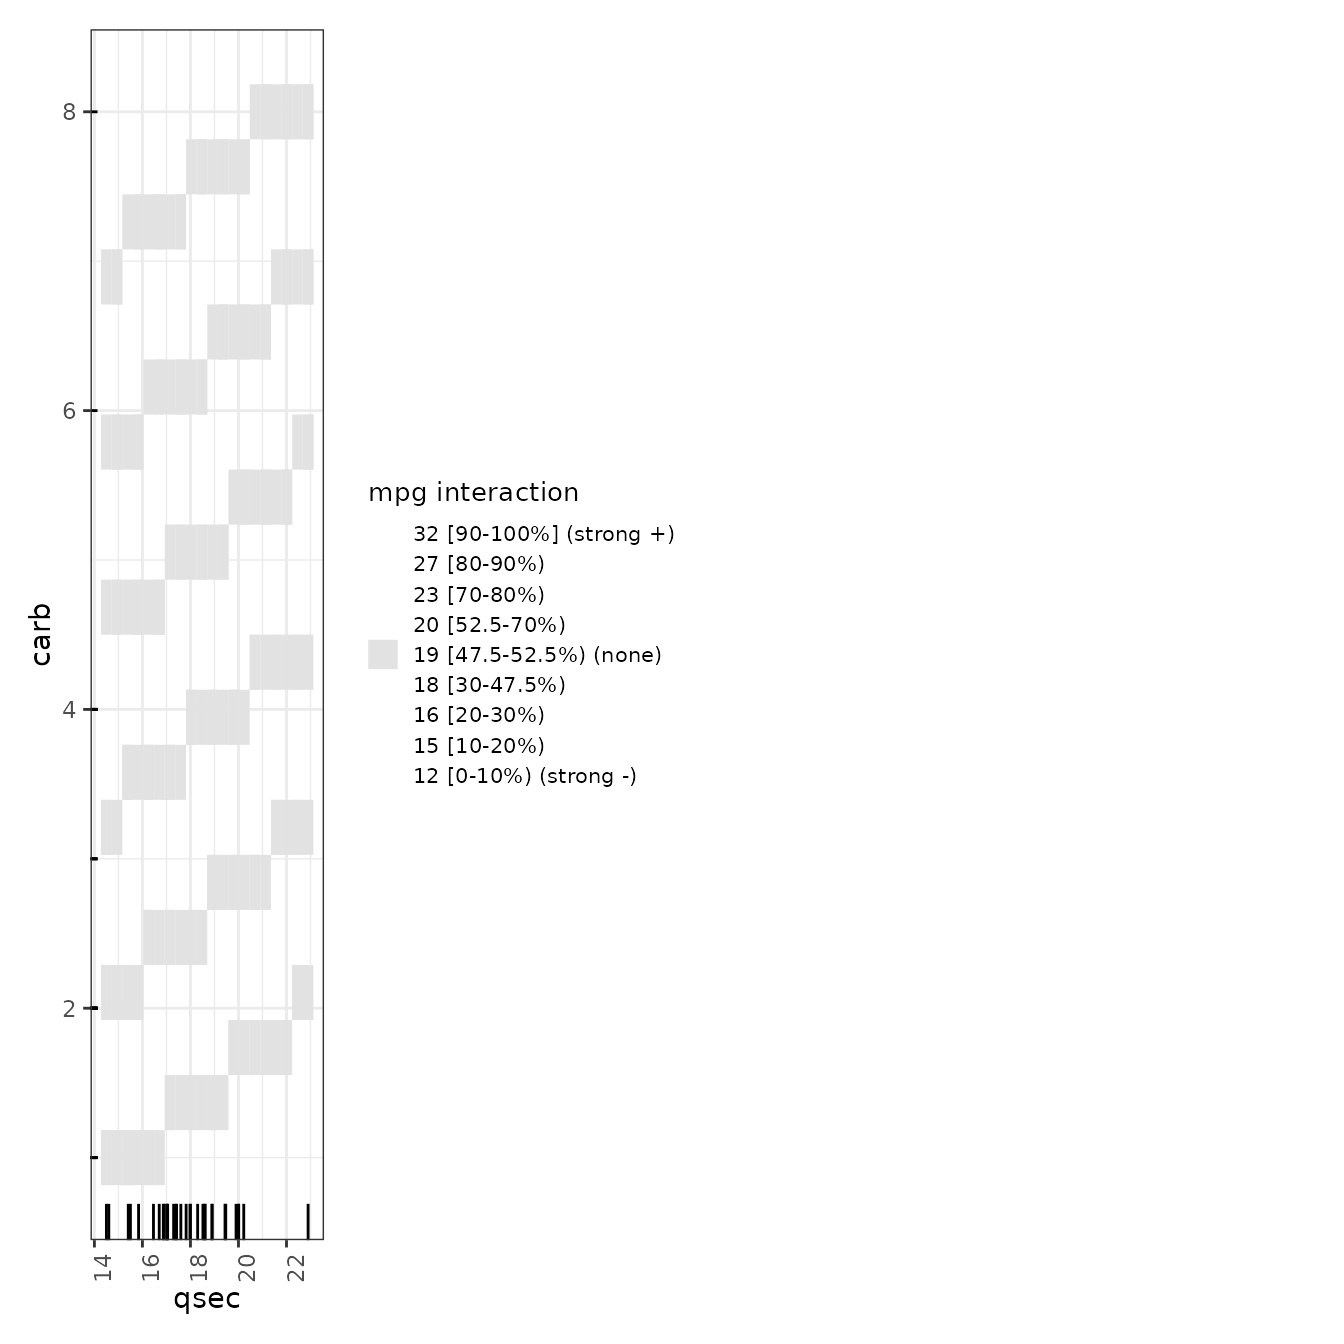 8
6
4
2
carb
14 16 18 20 22
qsec
mpg interaction
32 [90-100%] (strong +)
27 [80-90%)
23 [70-80%)
20 [52.5-70%)
19 [47.5-52.5%) (none)
18 [30-47.5%)
16 [20-30%)
15 [10-20%)
12 [0-10%) (strong -)